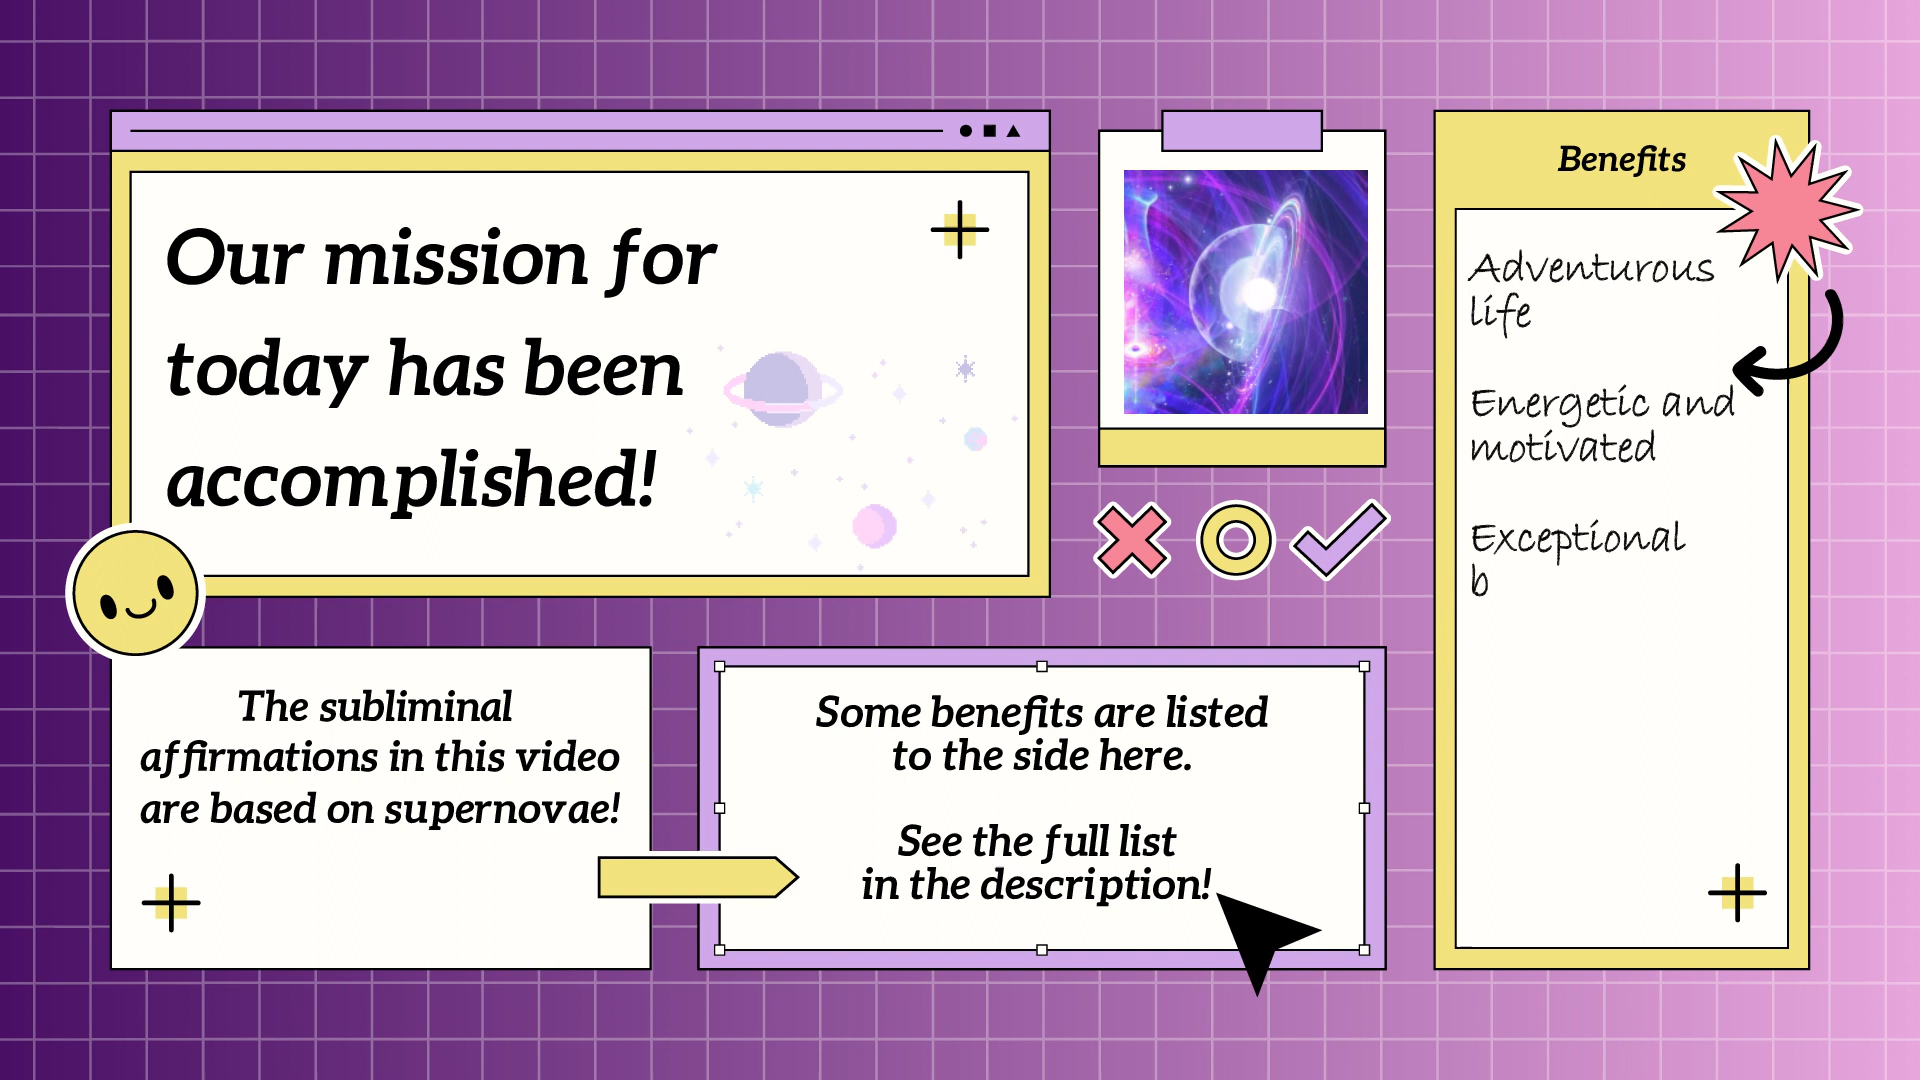 Our mission for
today has been
accomplished!
Benefits
Adventurous
life
Energetic and
motivated
Exceptional
b
The subliminal
affirmations in this video
are based on supernovae!
Some benefits are listed
to the side here.
See the full list
in the description!